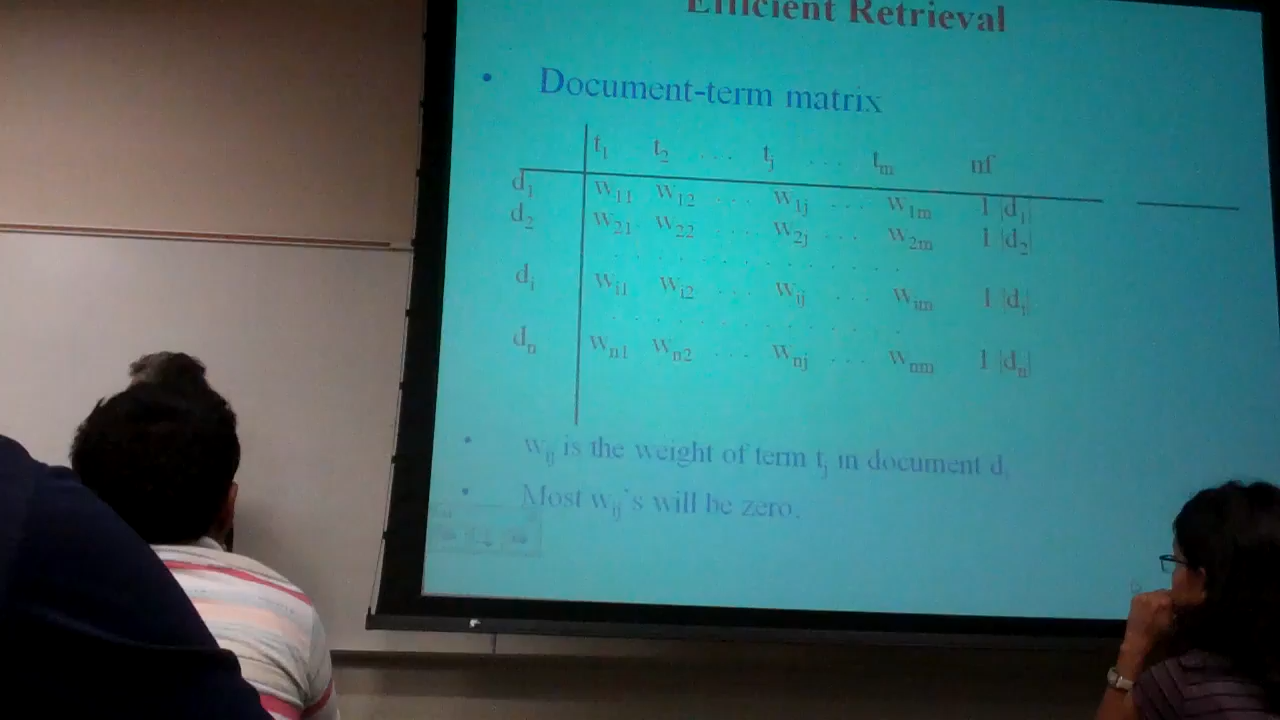 Efficient Retrieval
• Document-term matrix
t1 t2 ... tj ... tm nf
d1 w11 w12 ... w1j ... w1m 1 |d1|
d2 w21 w22 .... w2j ... w2m 1 |d2|
. . . . . . . . . . . . . .
di wi1 wi2 ... wij ... wim 1 |di|
. . . . . . . . . . . . . .
dn wn1 wn2 ... wnj ... wnm 1 |dn|
• wij is the weight of term tj in document di
• Most wij's will be zero.